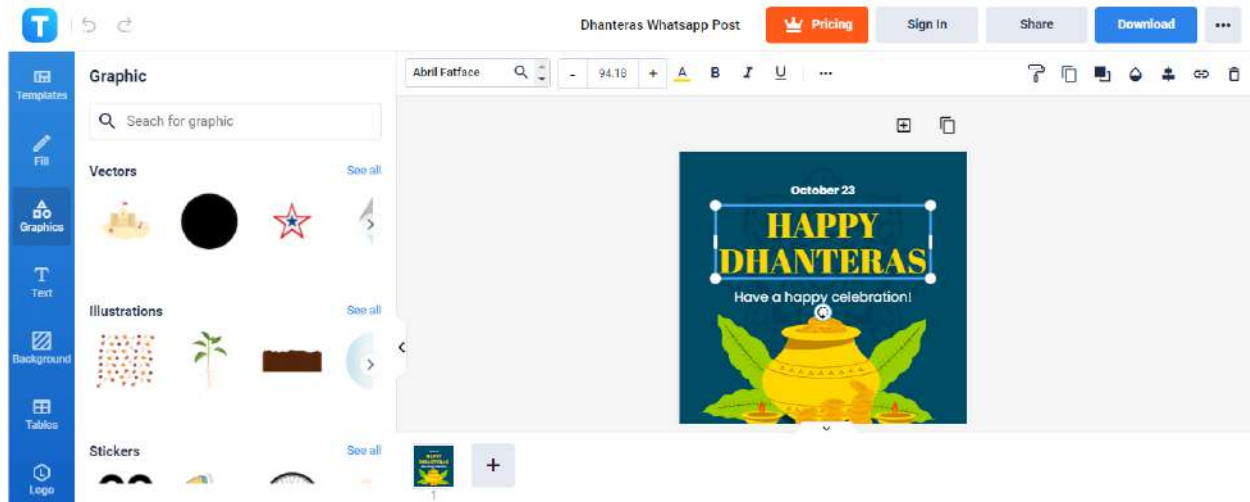 T
Dhanteras Whatsapp Post
Pricing
Sign In
Share
Download
Templates
Fill
Graphics
Text
Background
Tables
Logo
Graphic
Seach for graphic
Vectors
See all
Illustrations
See all
Stickers
See all
Abril Fatface
- 94.18 + A B I U
October 23
HAPPY
DHANTERAS
Have a happy celebration!
1